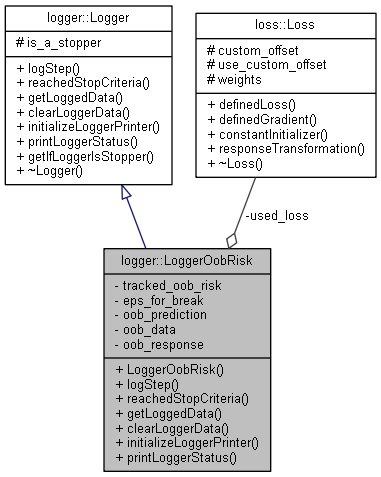 logger::Logger
# is_a_stopper
+ logStep()
+ reachedStopCriteria()
+ getLoggedData()
+ clearLoggerData()
+ initializeLoggerPrinter()
+ printLoggerStatus()
+ getIfLoggerIsStopper()
+ ~Logger()
loss::Loss
# custom_offset
# use_custom_offset
# weights
+ definedLoss()
+ definedGradient()
+ constantInitializer()
+ responseTransformation()
+ ~Loss()
-used_loss
logger::LoggerOobRisk
- tracked_oob_risk
- eps_for_break
- oob_prediction
- oob_data
- oob_response
+ LoggerOobRisk()
+ logStep()
+ reachedStopCriteria()
+ getLoggedData()
+ clearLoggerData()
+ initializeLoggerPrinter()
+ printLoggerStatus()